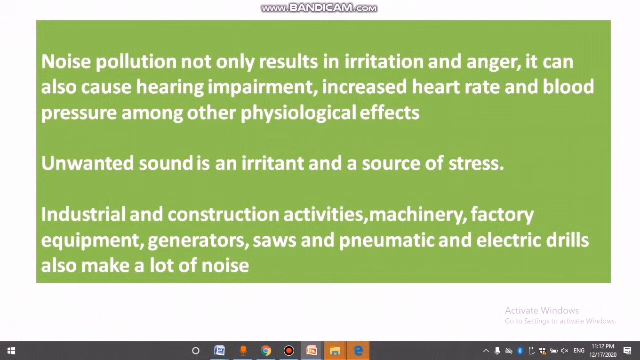 www.BANDICAM.com
Noise pollution not only results in irritation and anger, it can
also cause hearing impairment, increased heart rate and blood
pressure among other physiological effects
Unwanted sound is an irritant and a source of stress.
Industrial and construction activities,machinery, factory
equipment, generators, saws and pneumatic and electric drills
also make a lot of noise
Activate Windows
Go to Settings to activate Windows.
ENG
11:12 PM
12/17/2020